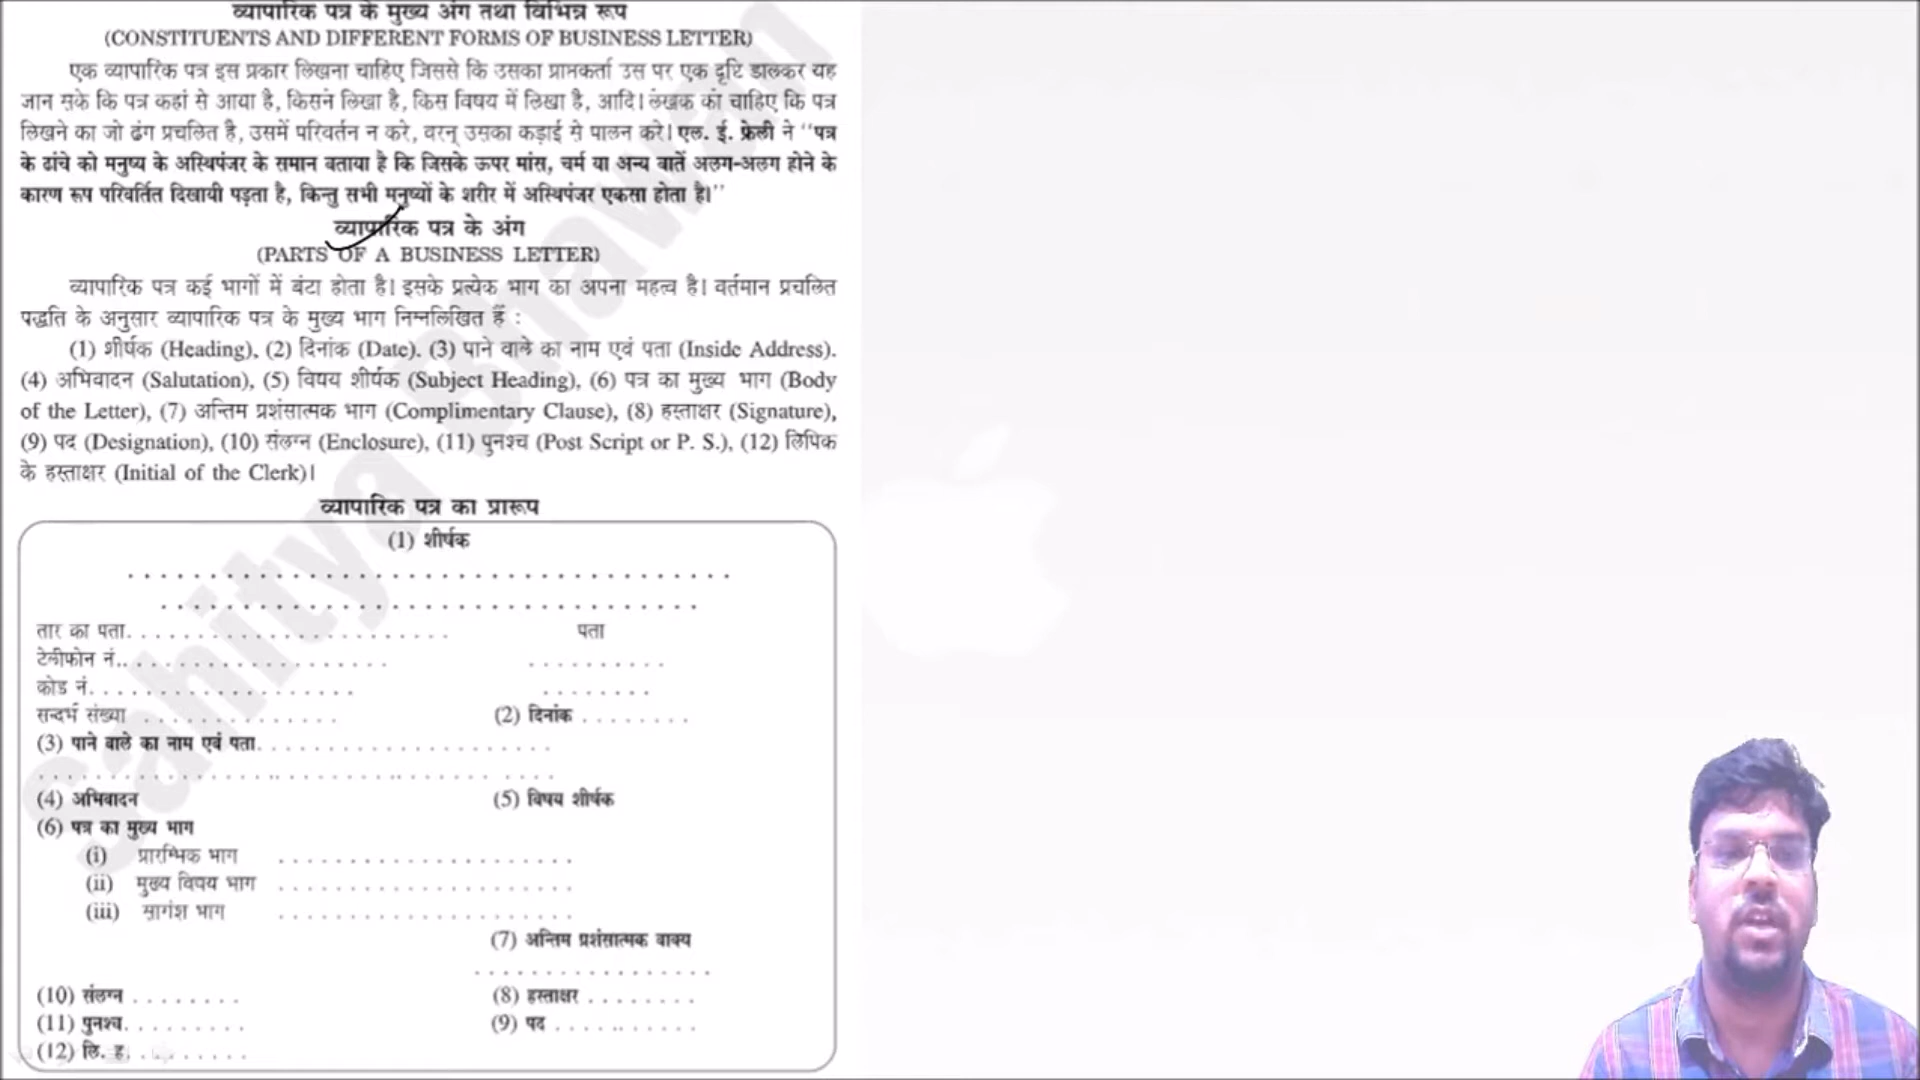 व्यापारिक पत्र के मुख्य अंग तथा विभिन्न रूप
(CONSTITUENTS AND DIFFERENT FORMS OF BUSINESS LETTER)
एक व्यापारिक पत्र इस प्रकार लिखना चाहिए जिससे कि उसका प्राप्तकर्ता उस पर एक दृष्टि डालकर यह
जान सके कि पत्र कहां से आया है, किसने लिखा है, किस विषय में लिखा है, आदि। लेखक को चाहिए कि पत्र
लिखने का जो ढंग प्रचलित है, उसमें परिवर्तन न करे, वरन् उसका कड़ाई से पालन करे। एल. ई. फ्रेली ने ‘‘पत्र
के ढांचे को मनुष्य के अस्थिपंजर के समान बताया है कि जिसके ऊपर मांस, चर्म या अन्य बातें अलग-अलग होने के
कारण रूप परिवर्तित दिखायी पड़ता है, किन्तु सभी मनुष्यों के शरीर में अस्थिपंजर एकसा होता है।’’
व्यापारिक पत्र के अंग
(PARTS OF A BUSINESS LETTER)
व्यापारिक पत्र कई भागों में बंटा होता है। इसके प्रत्येक भाग का अपना महत्व है। वर्तमान प्रचलित
पद्धति के अनुसार व्यापारिक पत्र के मुख्य भाग निम्नलिखित हैं :
(1) शीर्षक (Heading), (2) दिनांक (Date). (3) पाने वाले का नाम एवं पता (Inside Address).
(4) अभिवादन (Salutation), (5) विषय शीर्षक (Subject Heading), (6) पत्र का मुख्य भाग (Body
of the Letter), (7) अन्तिम प्रशंसात्मक भाग (Complimentary Clause), (8) हस्ताक्षर (Signature),
(9) पद (Designation), (10) संलग्न (Enclosure), (11) पुनश्च (Post Script or P. S.), (12) लिपिक
के हस्ताक्षर (Initial of the Clerk)।
व्यापारिक पत्र का प्रारूप
(1) शीर्षक
तार का पता. . . . . . . . . . पता
टेलीफोन नं.. . . . . . . . . .
कोड नं. . . . . . . . . . .
सन्दर्भ संख्या . . . . . . . . . . (2) दिनांक . . . . . . . .
(3) पाने वाले का नाम एवं पता. . . . . . . . . .
(4) अभिवादन (5) विषय शीर्षक
(6) पत्र का मुख्य भाग
(i) प्रारम्भिक भाग . . . . . . . . . .
(ii) मुख्य विषय भाग . . . . . . . . . .
(iii) सारांश भाग . . . . . . . . . .
(7) अन्तिम प्रशंसात्मक वाक्य
(10) संलग्न . . . . . . . . (8) हस्ताक्षर . . . . . . . .
(11) पुनश्च. . . . . . . . . (9) पद . . . . . . . . . .
(12) लि. ह. . . . . . . . .
Sahitya Bhawan